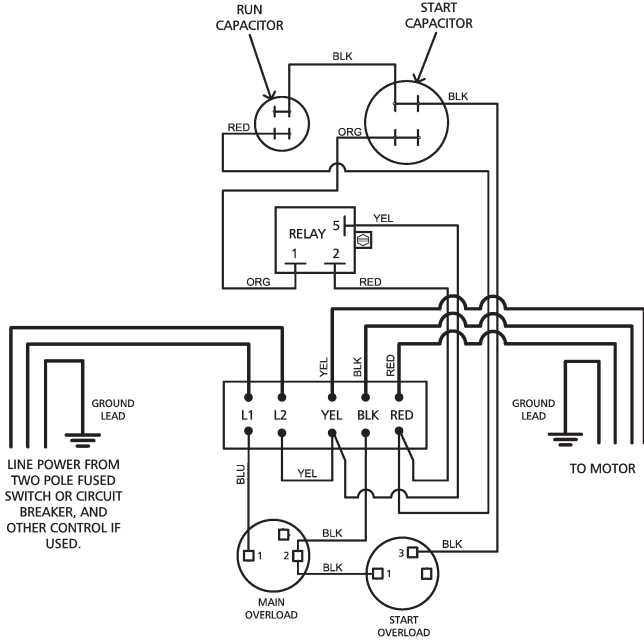 RUN
CAPACITOR
START
CAPACITOR
BLK
BLK
RED
ORG
5
YEL
RELAY
1
2
ORG
RED
YEL
BLK
RED
L1
L2
YEL
BLK
RED
GROUND
LEAD
GROUND
LEAD
LINE POWER FROM
TWO POLE FUSED
SWITCH OR CIRCUIT
BREAKER, AND
OTHER CONTROL IF
USED.
TO MOTOR
BLU
YEL
BLK
1
2
3
BLK
BLK
1
MAIN
OVERLOAD
START
OVERLOAD